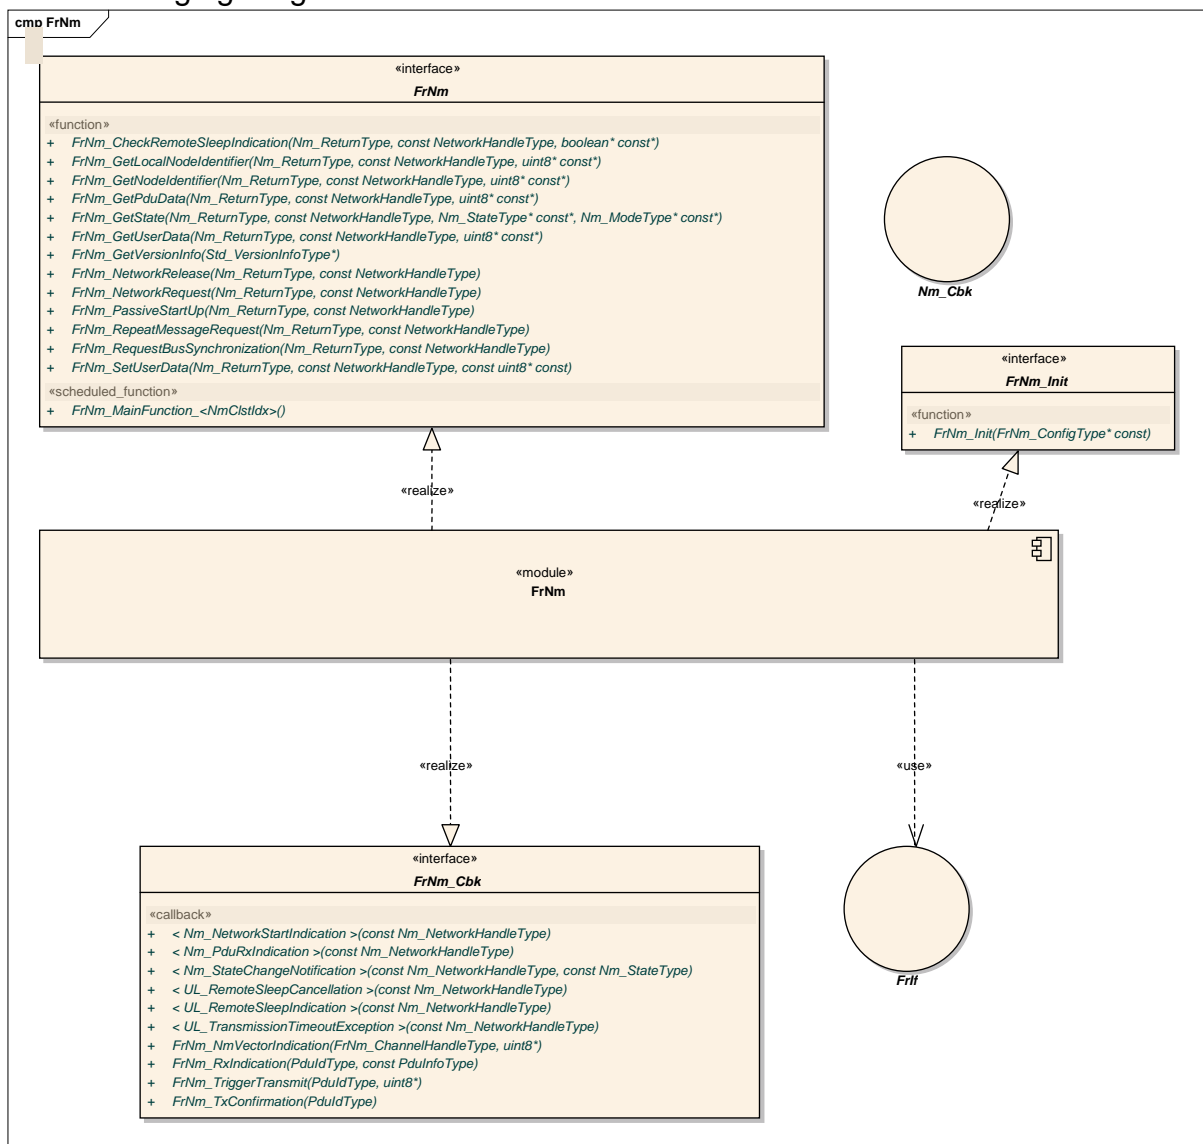 cmp FrNm
«interface»
FrNm
«function»
+ FrNm_CheckRemoteSleepIndication(Nm_ReturnType, const NetworkHandleType, boolean* const*)
+ FrNm_GetLocalNodeIdentifier(Nm_ReturnType, const NetworkHandleType, uint8* const*)
+ FrNm_GetNodeIdentifier(Nm_ReturnType, const NetworkHandleType, uint8* const*)
+ FrNm_GetPduData(Nm_ReturnType, const NetworkHandleType, uint8* const*)
+ FrNm_GetState(Nm_ReturnType, const NetworkHandleType, Nm_StateType* const*, Nm_ModeType* const*)
+ FrNm_GetUserData(Nm_ReturnType, const NetworkHandleType, uint8* const*)
+ FrNm_GetVersionInfo(Std_VersionInfoType*)
+ FrNm_NetworkRelease(Nm_ReturnType, const NetworkHandleType)
+ FrNm_NetworkRequest(Nm_ReturnType, const NetworkHandleType)
+ FrNm_PassiveStartUp(Nm_ReturnType, const NetworkHandleType)
+ FrNm_RepeatMessageRequest(Nm_ReturnType, const NetworkHandleType)
+ FrNm_RequestBusSynchronization(Nm_ReturnType, const NetworkHandleType)
+ FrNm_SetUserData(Nm_ReturnType, const NetworkHandleType, const uint8* const)
«scheduled_function»
+ FrNm_MainFunction_<NmClstIdx>()
Nm_Cbk
«interface»
FrNm_Init
«function»
+ FrNm_Init(FrNm_ConfigType* const)
«realize»
«realize»
«module»
FrNm
«realize»
«use»
«interface»
FrNm_Cbk
«callback»
+ < Nm_NetworkStartIndication >(const Nm_NetworkHandleType)
+ < Nm_PduRxIndication >(const Nm_NetworkHandleType)
+ < Nm_StateChangeNotification >(const Nm_NetworkHandleType, const Nm_StateType)
+ < UL_RemoteSleepCancellation >(const Nm_NetworkHandleType)
+ < UL_RemoteSleepIndication >(const Nm_NetworkHandleType)
+ < UL_TransmissionTimeoutException >(const Nm_NetworkHandleType)
+ FrNm_NmVectorIndication(FrNm_ChannelHandleType, uint8*)
+ FrNm_RxIndication(PduIdType, const PduInfoType)
+ FrNm_TriggerTransmit(PduIdType, uint8*)
+ FrNm_TxConfirmation(PduIdType)
FrIf